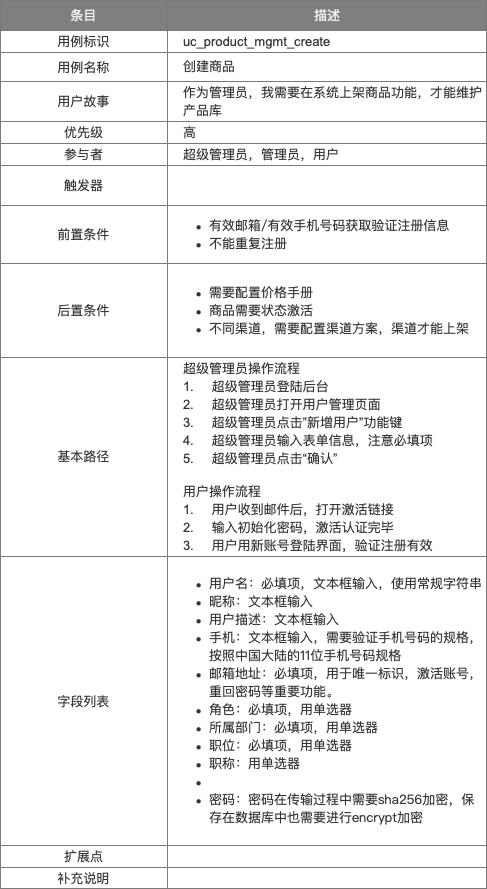 条目 描述
用例标识 uc_product_mgmt_create
用例名称 创建商品
用户故事 作为管理员，我需要在系统上架商品功能，才能维护
产品库
优先级 高
参与者 超级管理员，管理员，用户
触发器
前置条件
• 有效邮箱/有效手机号码获取验证注册信息
• 不能重复注册
后置条件
• 需要配置价格手册
• 商品需要状态激活
• 不同渠道，需要配置渠道方案，渠道才能上架
基本路径
超级管理员操作流程
1. 超级管理员登陆后台
2. 超级管理员打开用户管理页面
3. 超级管理员点击"新增用户"功能键
4. 超级管理员输入表单信息，注意必填项
5. 超级管理员点击“确认”
用户操作流程
1. 用户收到邮件后，打开激活链接
2. 输入初始化密码，激活认证完毕
3. 用户用新账号登陆界面，验证注册有效
字段列表
• 用户名：必填项，文本框输入，使用常规字符串
• 昵称：文本框输入
• 用户描述：文本框输入
• 手机：文本框输入，需要验证手机号码的规格，
按照中国大陆的11位手机号码规格
• 邮箱地址：必填项，用于唯一标识，激活账号，
重回密码等重要功能。
• 角色：必填项，用单选器
• 所属部门：必填项，用单选器
• 职位：必填项，用单选器
• 职称：用单选器
•
• 密码：密码在传输过程中需要sha256加密，保
存在数据库中也需要进行encrypt加密
扩展点
补充说明